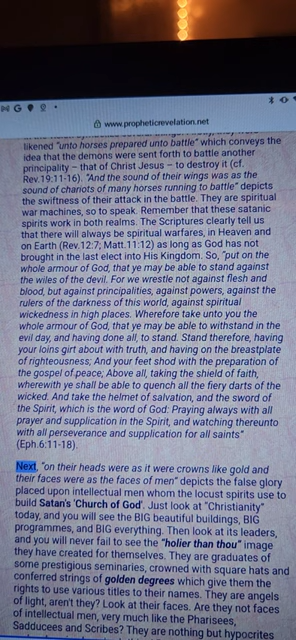 www.propheticrevelation.net
likened "unto horses prepared unto battle" which conveys the
idea that the demons were sent forth to battle another
principality – that of Christ Jesus – to destroy it (cf.
Rev.19:11-16). "And the sound of their wings was as the
sound of chariots of many horses running to battle" depicts
the swiftness of their attack in the battle. They are spiritual
war machines, so to speak. Remember that these satanic
spirits work in both realms. The Scriptures clearly tell us
that there will always be spiritual warfares, in Heaven and
on Earth (Rev.12:7; Matt.11:12) as long as God has not
brought in the last elect into His Kingdom. So, "put on the
whole armour of God, that ye may be able to stand against
the wiles of the devil. For we wrestle not against flesh and
blood, but against principalities, against powers, against the
rulers of the darkness of this world, against spiritual
wickedness in high places. Wherefore take unto you the
whole armour of God, that ye may be able to withstand in the
evil day, and having done all, to stand. Stand therefore, having
your loins girt about with truth, and having on the breastplate
of righteousness; And your feet shod with the preparation of
the gospel of peace; Above all, taking the shield of faith,
wherewith ye shall be able to quench all the fiery darts of the
wicked. And take the helmet of salvation, and the sword of
the Spirit, which is the word of God: Praying always with all
prayer and supplication in the Spirit, and watching thereunto
with all perseverance and supplication for all saints"
(Eph.6:11-18).
Next, "on their heads were as it were crowns like gold and
their faces were as the faces of men" depicts the false glory
placed upon intellectual men whom the locust spirits use to
build Satan's 'Church of God'. Just look at "Christianity"
today, and you will see the BIG beautiful buildings, BIG
programmes, and BIG everything. Then look at its leaders,
and you will never fail to see the "holier than thou" image
they have created for themselves. They are graduates of
some prestigious seminaries, crowned with square hats and
conferred strings of golden degrees which give them the
rights to use various titles to their names. They are angels
of light, aren't they? Look at their faces. Are they not faces
of intellectual men, very much like the Pharisees,
Sadducees and Scribes? They are nothing but hypocrites